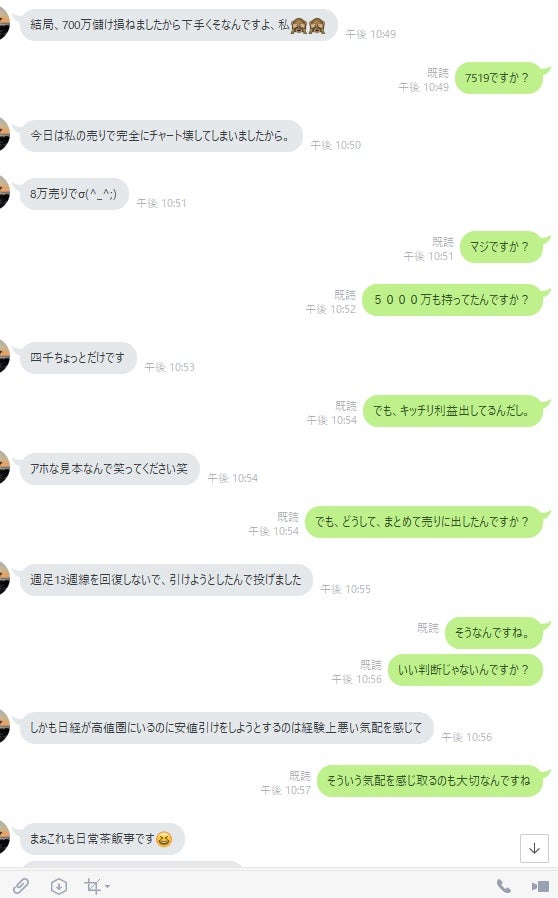 結局、700万儲け損ねましたから下手くそなんですよ、私🙈🙈
午後 10:49
既読
午後 10:49
7519ですか？
今日は私の売りで完全にチャート壊してしまいましたから。
午後 10:50
8万売りでσ(^_^;)
午後 10:51
既読
午後 10:51
マジですか？
既読
午後 10:52
５０００万も持ってたんですか？
四千ちょっとだけです
午後 10:53
既読
午後 10:54
でも、キッチリ利益出してるんだし。
アホな見本なんで笑ってください笑
午後 10:54
既読
午後 10:54
でも、どうして、まとめて売りに出したんですか？
週足13週線を回復しないで、引けようとしたんで投げました
午後 10:55
既読
そうなんですね。
既読
午後 10:56
いい判断じゃないんですか？
しかも日経が高値圏にいるのに安値引けをしようとするのは経験上悪い気配を感じて
午後 10:56
既読
午後 10:57
そういう気配を感じ取るのも大切なんですね
まぁこれも日常茶飯事です😆